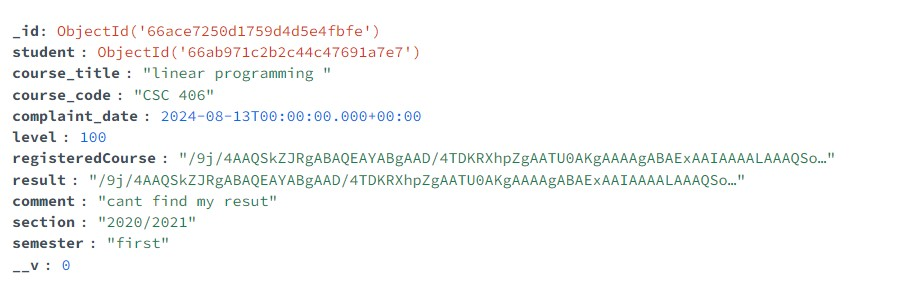 _id: ObjectId('66ace7250d1759d4d5e4fbfe')
student : ObjectId('66ab971c2b2c44c47691a7e7')
course_title : "linear programming "
course_code : "CSC 406"
complaint_date : 2024-08-13T00:00:00.000+00:00
level : 100
registeredCourse : "/9j/4AAQSkZJRgABAQEAYABgAAD/4TDKRXhpZgAATU0AKgAAAAgABAExAAIAAAALAAAQSo…"
result : "/9j/4AAQSkZJRgABAQEAYABgAAD/4TDKRXhpZgAATU0AKgAAAAgABAExAAIAAAALAAAQSo…"
comment : "cant find my resut"
section : "2020/2021"
semester : "first"
__v : 0